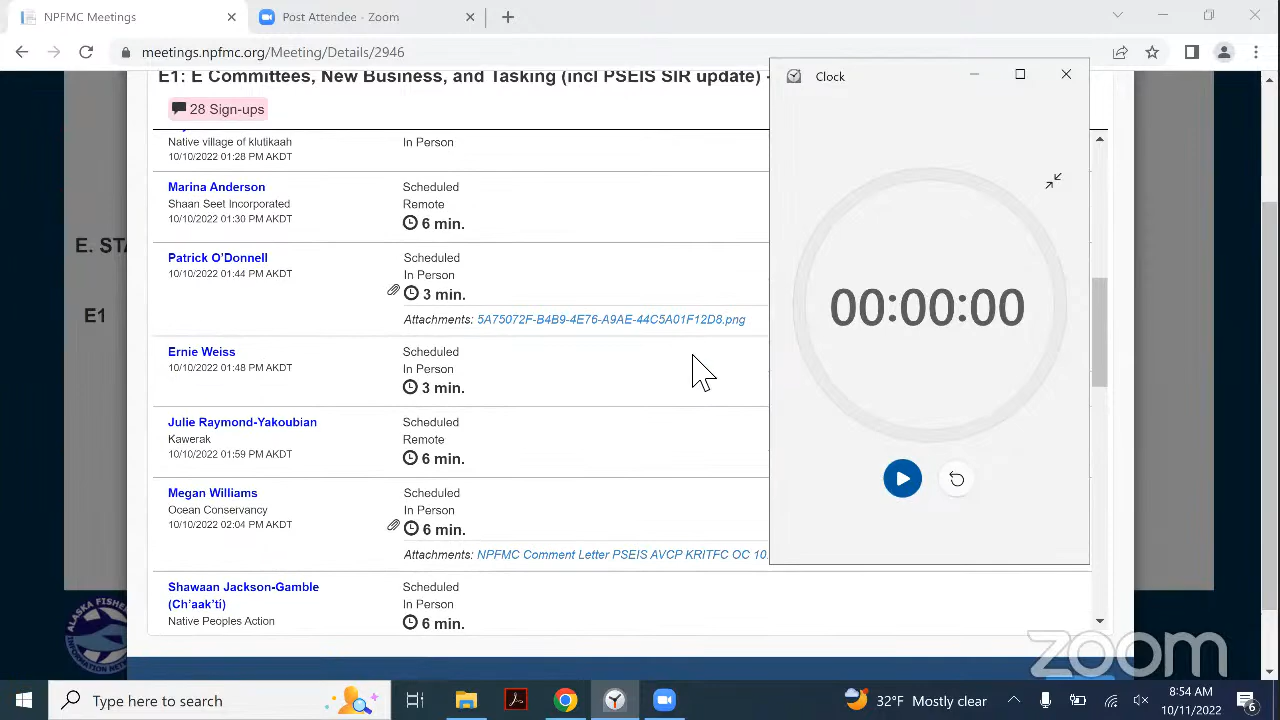 NPFMC Meetings
Post Attendee - Zoom
meetings.npfmc.org/Meeting/Details/2946
E1: E Committees, New Business, and Tasking (incl PSEIS SIR update) -
28 Sign-ups
Native village of klutikaah
In Person
10/10/2022 01:28 PM AKDT
Marina Anderson
Scheduled
Shaan Seet Incorporated
Remote
10/10/2022 01:30 PM AKDT
6 min.
Patrick O'Donnell
Scheduled
10/10/2022 01:44 PM AKDT
In Person
3 min.
Attachments: 5A75072F-B4B9-4E76-A9AE-44C5A01F12D8.png
Ernie Weiss
Scheduled
10/10/2022 01:48 PM AKDT
In Person
3 min.
Julie Raymond-Yakoubian
Scheduled
Kawerak
Remote
10/10/2022 01:59 PM AKDT
6 min.
Megan Williams
Scheduled
Ocean Conservancy
In Person
10/10/2022 02:04 PM AKDT
6 min.
Attachments: NPFMC Comment Letter PSEIS AVCP KRITFC OC 10.
Shawaan Jackson-Gamble
(Ch'aak'ti)
Scheduled
In Person
Native Peoples Action
6 min.
Clock
00:00:00
E. STA
E1
ALASKA FISHER
INFORMATION NETW
zoom
Type here to search
32°F Mostly clear
8:54 AM
10/11/2022
6